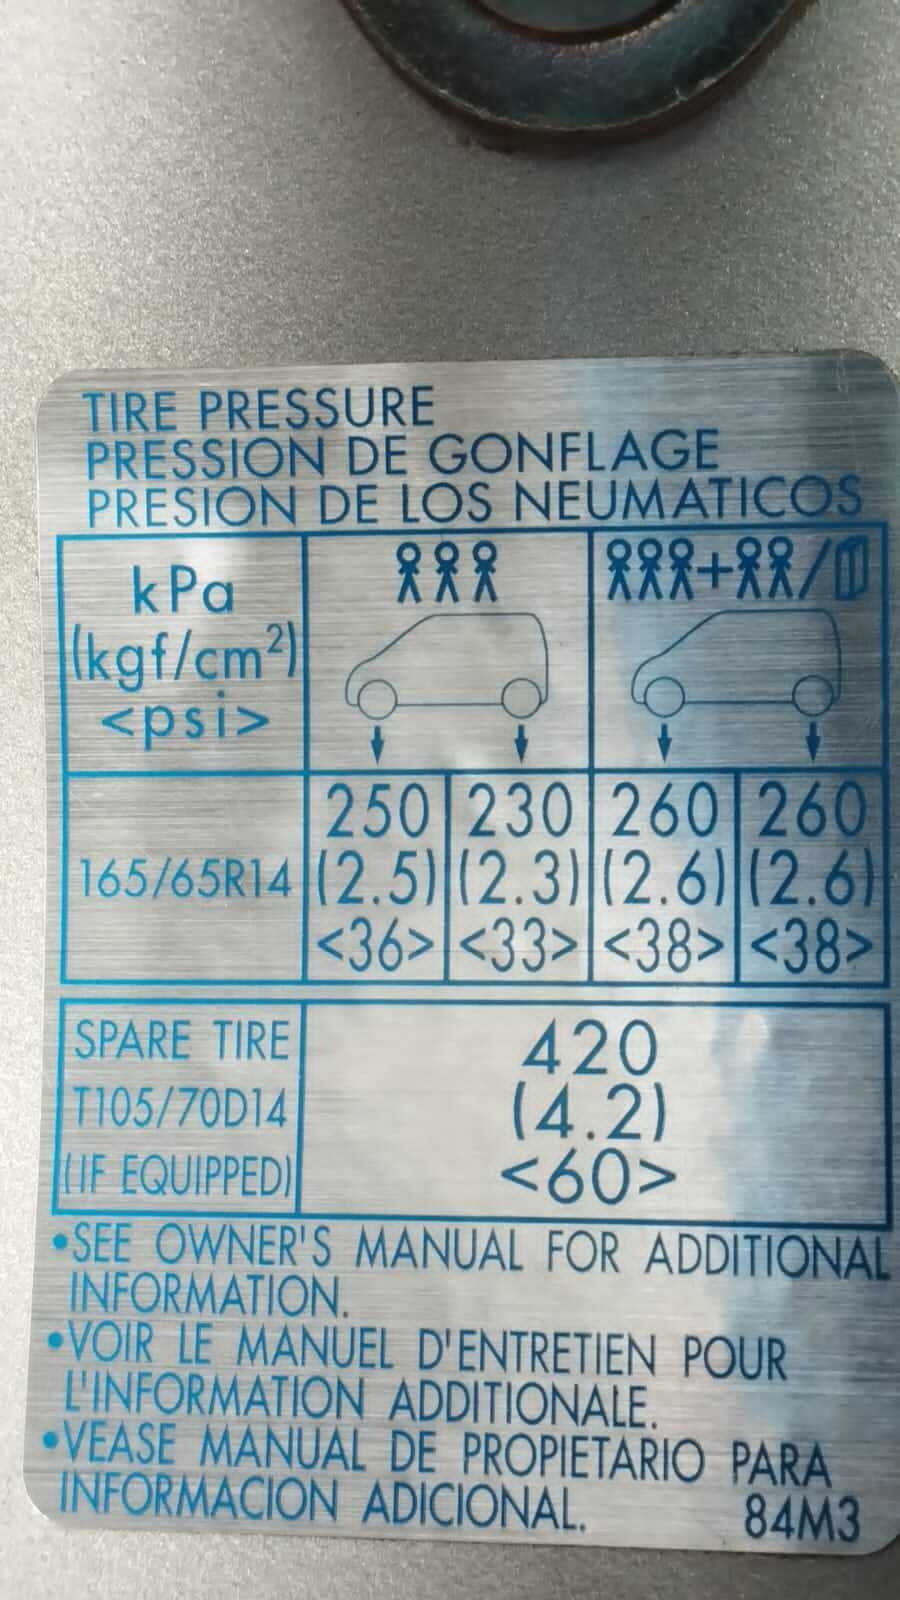 TIRE PRESSURE
PRESSION DE GONFLAGE
PRESION DE LOS NEUMATICOS
kPa
(kgf/cm²)
<psi>
+ /
165/65R14
250 230 260 260
(2.5) (2.3) (2.6) (2.6)
<36> <33> <38> <38>
SPARE TIRE
T105/70D14
(IF EQUIPPED)
420
(4.2)
<60>
•SEE OWNER'S MANUAL FOR ADDITIONAL
INFORMATION.
•VOIR LE MANUEL D'ENTRETIEN POUR
L'INFORMATION ADDITIONALE.
•VEASE MANUAL DE PROPIETARIO PARA
INFORMACION ADICIONAL. 84M3